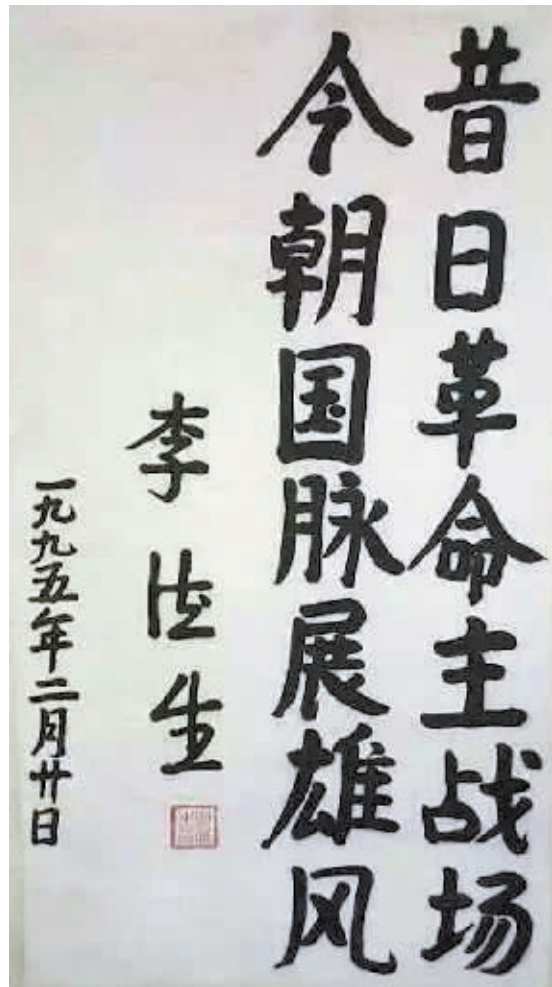 昔日革命主战场
今朝国脉展雄风
李德生
一九九五年二月廿日